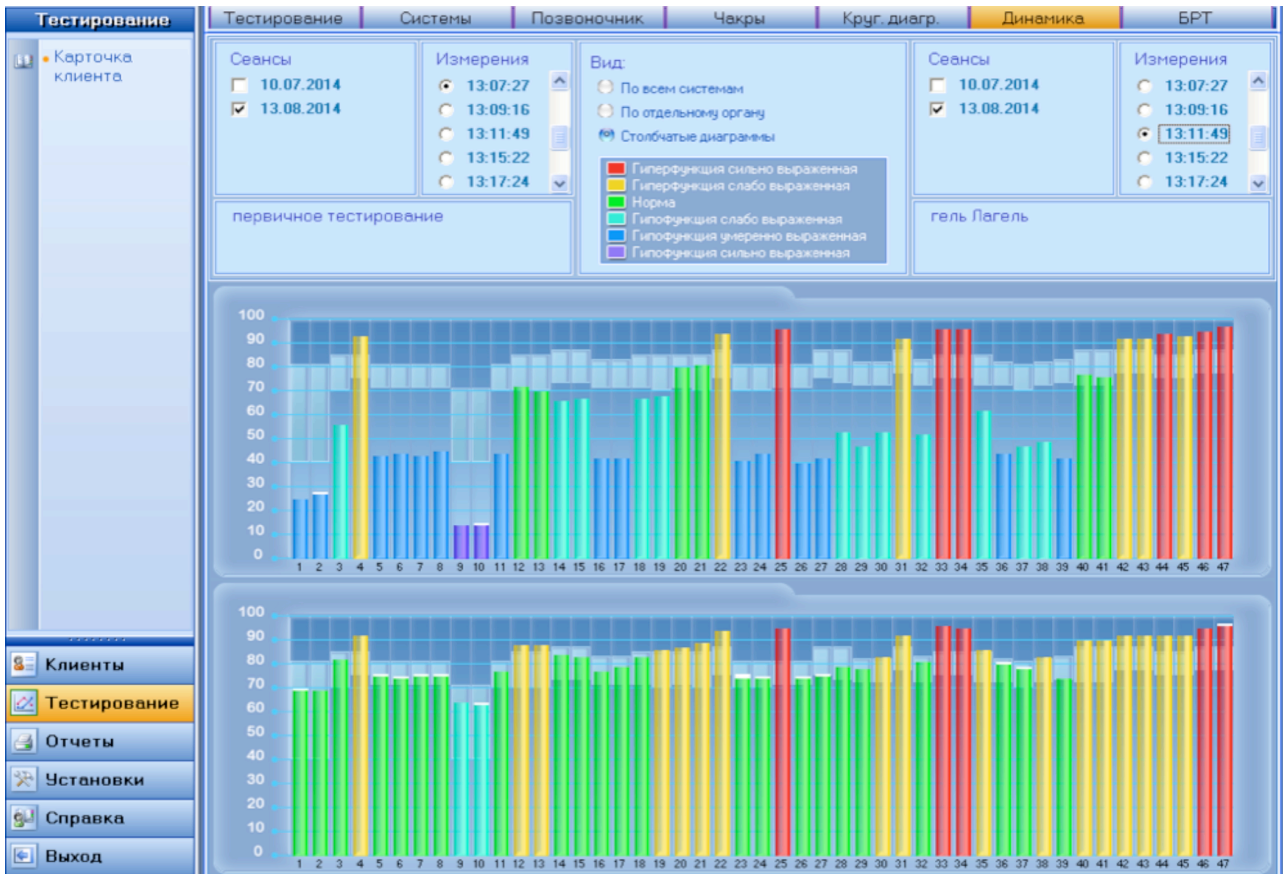 Тестирование
Карточка
клиента
Клиенты
Тестирование
Отчеты
Установки
Справка
Выход
Тестирование Системы Позвоночник Чакры Круг. диагр. Динамика БРТ
Сеансы
10.07.2014
13.08.2014
Измерения
13:07:27
13:09:16
13:11:49
13:15:22
13:17:24
первичное тестирование
Вид:
По всем системам
По отдельному органу
Столбчатые диаграммы
Гиперфункция сильно выраженная
Гиперфункция слабо выраженная
Норма
Гипофункция слабо выраженная
Гипофункция умеренно выраженная
Гипофункция сильно выраженная
Сеансы
10.07.2014
13.08.2014
Измерения
13:07:27
13:09:16
13:11:49
13:15:22
13:17:24
гель Лагель
100
90
80
70
60
50
40
30
20
10
0
1 2 3 4 5 6 7 8 9 10 11 12 13 14 15 16 17 18 19 20 21 22 23 24 25 26 27 28 29 30 31 32 33 34 35 36 37 38 39 40 41 42 43 44 45 46 47
100
90
80
70
60
50
40
30
20
10
0
1 2 3 4 5 6 7 8 9 10 11 12 13 14 15 16 17 18 19 20 21 22 23 24 25 26 27 28 29 30 31 32 33 34 35 36 37 38 39 40 41 42 43 44 45 46 47